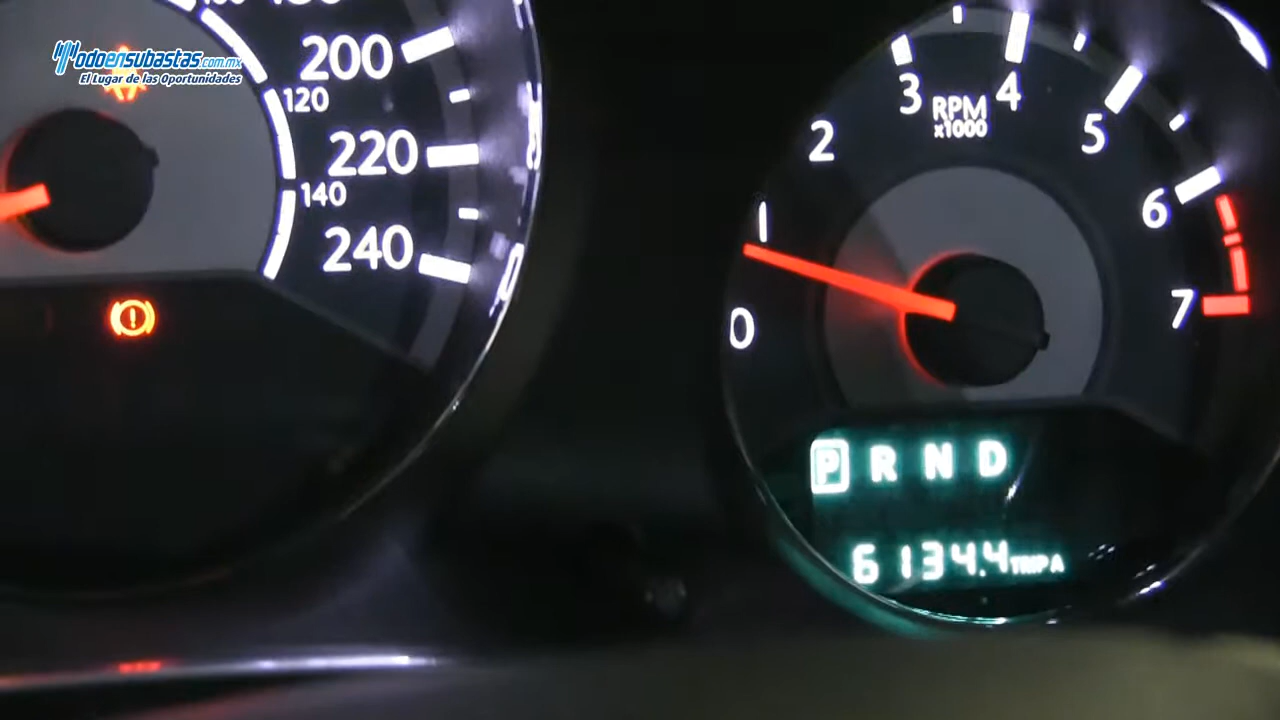 Todoensubastas.com.mx
El Lugar de las Oportunidades
200
120
220
140
240
0
1
2
3
4
5
6
7
RPM
x1000
P R N D
6134.4 TRIP A